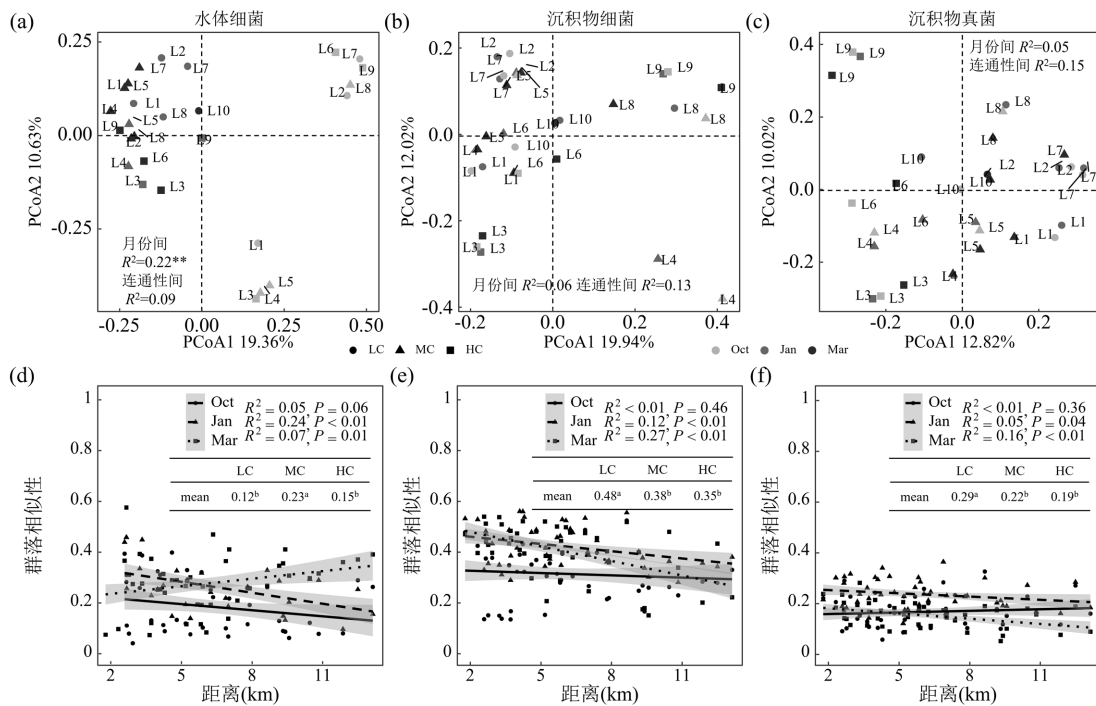 (a) 水体细菌
PCoA2 10.63%
0.25
0.00
-0.25
L2
L7
L1
L5
L4
L1
L8
L5
L9
L8
L2
L4
L6
L3
L3
L10
L9
L6
L7
L9
L8
L2
L1
L5
L4
L3
月份间
R²=0.22**
连通性间
R²=0.09
-0.25 0.00 0.25 0.50
PCoA1 19.36%
(b) 沉积物细菌
PCoA2 12.02%
0.2
0.0
-0.2
-0.4
L2
L2
L7
L2
L7
L5
L7
L5
L9
L9
L8
L8
L8
L10
L6
L5
L10
L4
L6
L6
L1
L1
L1
L3
L3
L3
L4
L4
月份间 R²=0.06 连通性间 R²=0.13
0.0 0.2 0.4
PCoA1 19.94%
(c) 沉积物真菌
PCoA2 10.02%
0.4
0.2
0.0
-0.2
L9
L9
L9
月份间 R²=0.05
连通性间 R²=0.15
L8
L8
L8
L7
L10
L2
L2
L2
L7
L7
L6
L10
L10
L6
L6
L5
L5
L4
L4
L5
L1
L1
L1
L4
L3
L3
L3
-0.2 0.0 0.2
PCoA1 12.82%
LC MC HC
Oct Jan Mar
(d)
群落相似性
1
0.8
0.6
0.4
0.2
0
Oct R² = 0.05, P = 0.06
Jan R² = 0.24, P < 0.01
Mar R² = 0.07, P = 0.01
LC MC HC
mean 0.12ᵇ 0.23ᵃ 0.15ᵇ
2 5 8 11
距离(km)
(e)
群落相似性
1
0.8
0.6
0.4
0.2
0
Oct R² < 0.01, P = 0.46
Jan R² = 0.12, P < 0.01
Mar R² = 0.27, P < 0.01
LC MC HC
mean 0.48ᵃ 0.38ᵇ 0.35ᵇ
2 5 8 11
距离(km)
(f)
群落相似性
1
0.8
0.6
0.4
0.2
0
Oct R² < 0.01, P = 0.36
Jan R² = 0.05, P = 0.04
Mar R² = 0.16, P < 0.01
LC MC HC
mean 0.29ᵃ 0.22ᵇ 0.19ᵇ
2 5 8 11
距离(km)